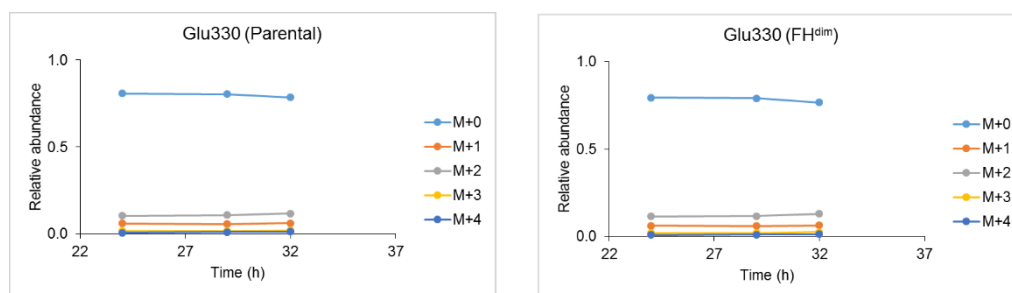 Glu330 (Parental)
Relative abundance
1.0
0.5
0.0
22
27
32
37
Time (h)
M+0
M+1
M+2
M+3
M+4
Glu330 (FHdim)
Relative abundance
1.0
0.5
0.0
22
27
32
37
Time (h)
M+0
M+1
M+2
M+3
M+4